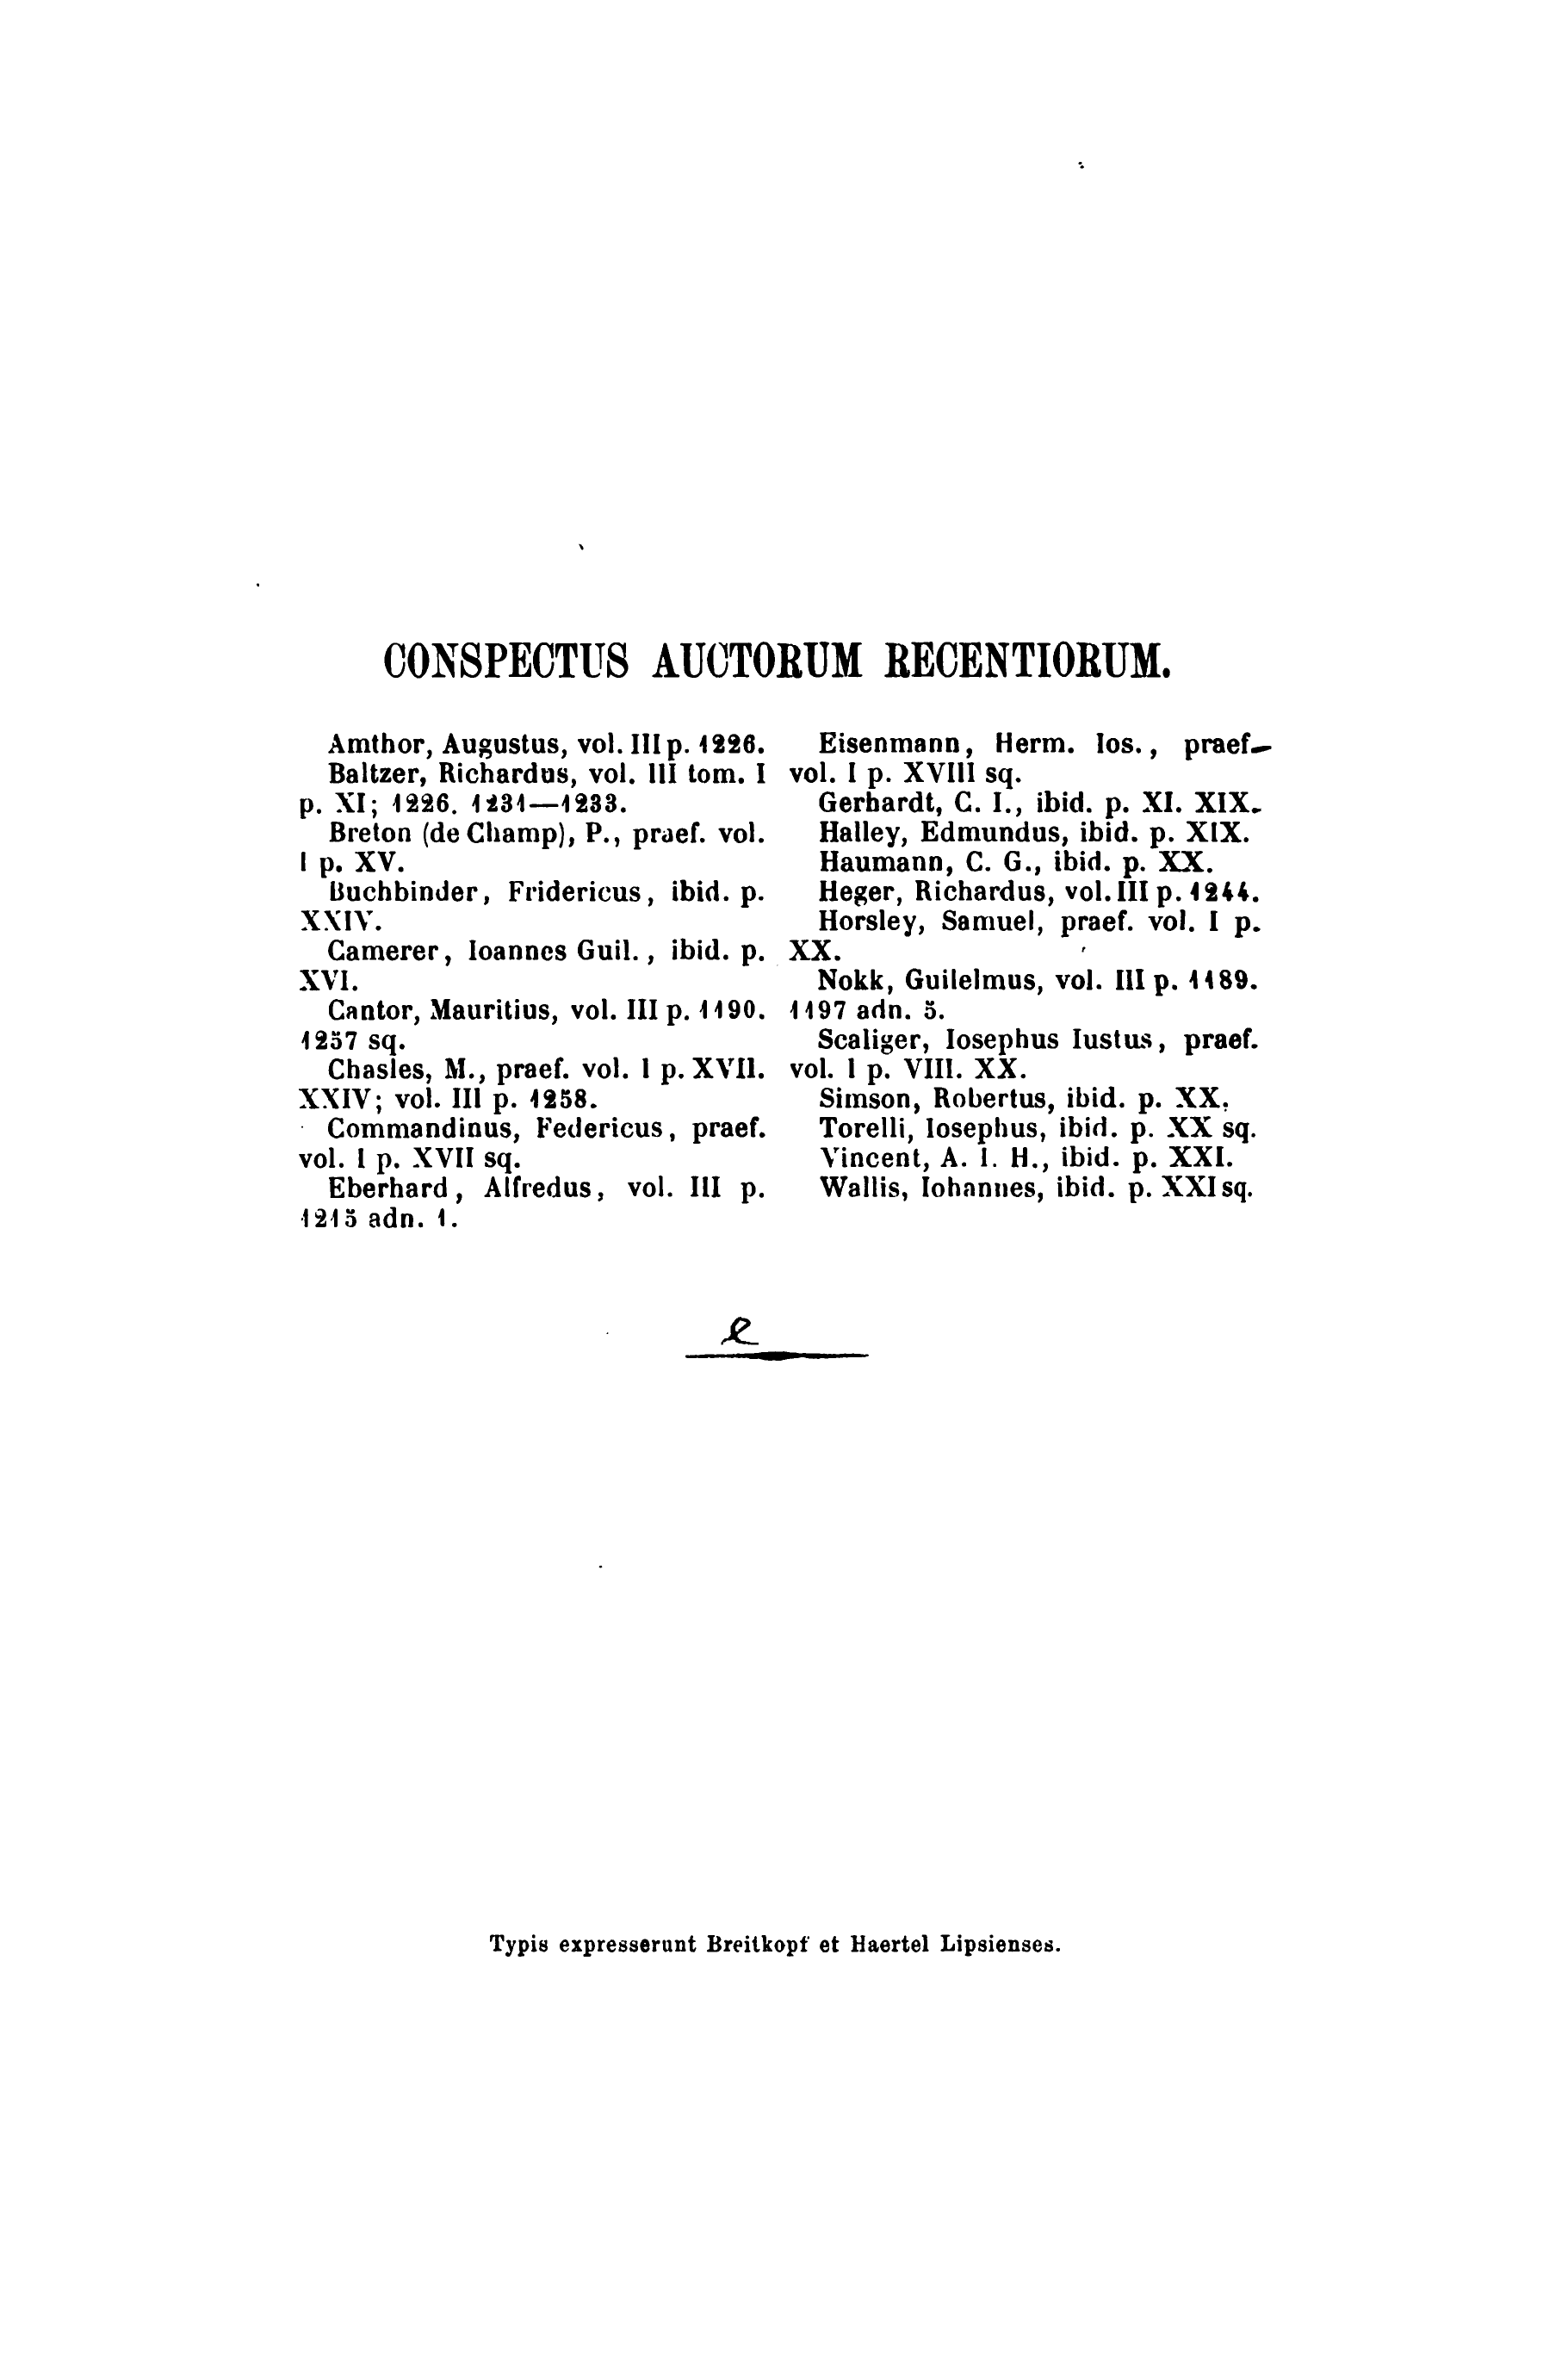 CONSPECTUS AUCTORUM RECENTIORUM.
Amthor, Augustus, vol. III p. 1226.
Baltzer, Richardus, vol. III tom. I
p. XI; 1226. 1231—1233.
Breton (de Champ), P., praef. vol.
I p. XV.
Buchbinder, Fridericus, ibid. p.
XXIV.
Camerer, Ioannes Guil., ibid. p.
XVI.
Cantor, Mauritius, vol. III p. 1190.
1257 sq.
Chasles, M., praef. vol. I p. XVII.
XXIV; vol. III p. 1258.
Commandinus, Federicus, praef.
vol. I p. XVII sq.
Eberhard, Alfredus, vol. III p.
1215 adn. 1.
Eisenmann, Herm. Ios., praef.
vol. I p. XVIII sq.
Gerhardt, C. I., ibid. p. XI. XIX.
Halley, Edmundus, ibid. p. XIX.
Haumann, C. G., ibid. p. XX.
Heger, Richardus, vol. III p. 1244.
Horsley, Samuel, praef. vol. I p.
XX.
Nokk, Guilelmus, vol. III p. 1189.
1197 adn. 5.
Scaliger, Iosephus Iustus, praef.
vol. I p. VIII. XX.
Simson, Robertus, ibid. p. XX.
Torelli, Iosephus, ibid. p. XX sq.
Vincent, A. I. H., ibid. p. XXI.
Wallis, Iohannes, ibid. p. XXI sq.
Typis expresserunt Breitkopf et Haertel Lipsienses.